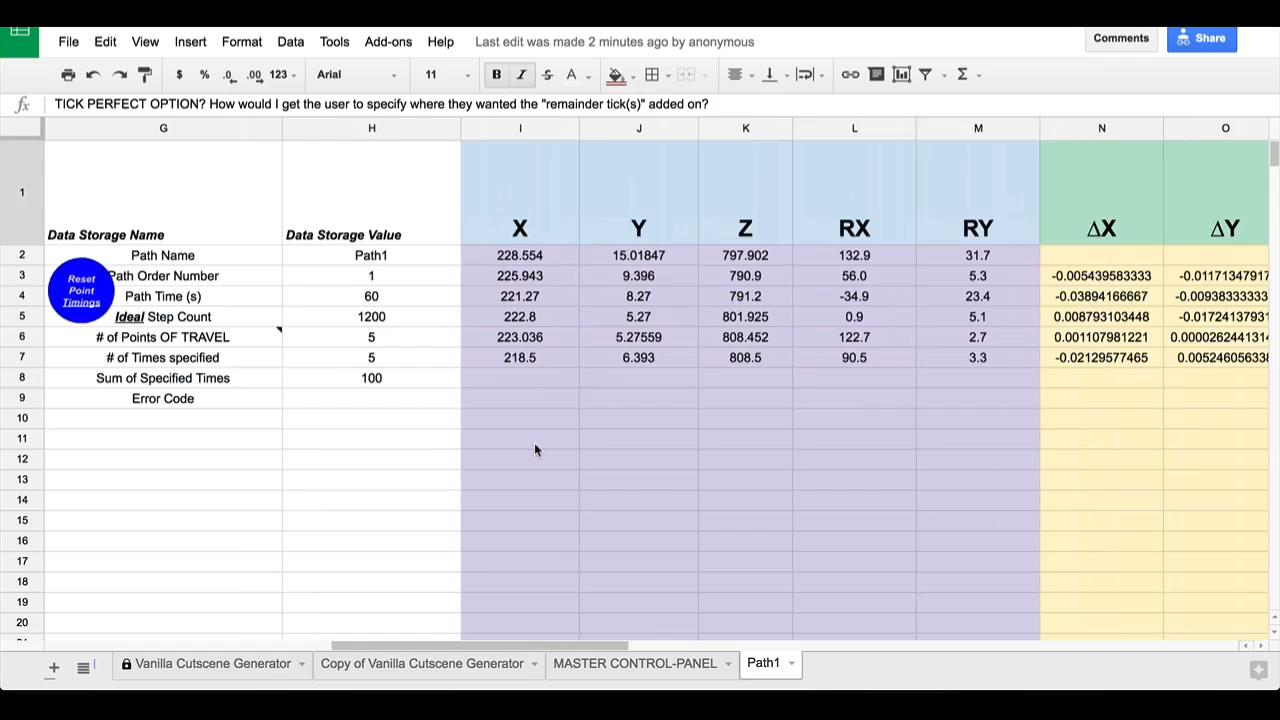 File Edit View Insert Format Data Tools Add-ons Help Last edit was made 2 minutes ago by anonymous Comments Share
$ % .0 .00 123 Arial 11 B I S A Σ
fx TICK PERFECT OPTION? How would I get the user to specify where they wanted the "remainder tick(s)" added on?
G H I J K L M N O
1 Data Storage Name Data Storage Value X Y Z RX RY ΔX ΔY
2 Path Name Path1 228.554 15.01847 797.902 132.9 31.7
3 Path Order Number 1 225.943 9.396 790.9 56.0 5.3 -0.005439583333 -0.01171347917
4 Path Time (s) 60 221.27 8.27 791.2 -34.9 23.4 -0.03894166667 -0.00938333333
5 Ideal Step Count 1200 222.8 5.27 801.925 0.9 5.1 0.008793103448 -0.01724137931
6 # of Points OF TRAVEL 5 223.036 5.27559 808.452 122.7 2.7 0.001107981221 0.0000262441314
7 # of Times specified 5 218.5 6.393 808.5 90.5 3.3 -0.02129577465 0.005246056338
8 Sum of Specified Times 100
9 Error Code
10
11
12
13
14
15
16
17
18
19
20
Reset
Point
Timings
Vanilla Cutscene Generator Copy of Vanilla Cutscene Generator MASTER CONTROL-PANEL Path1